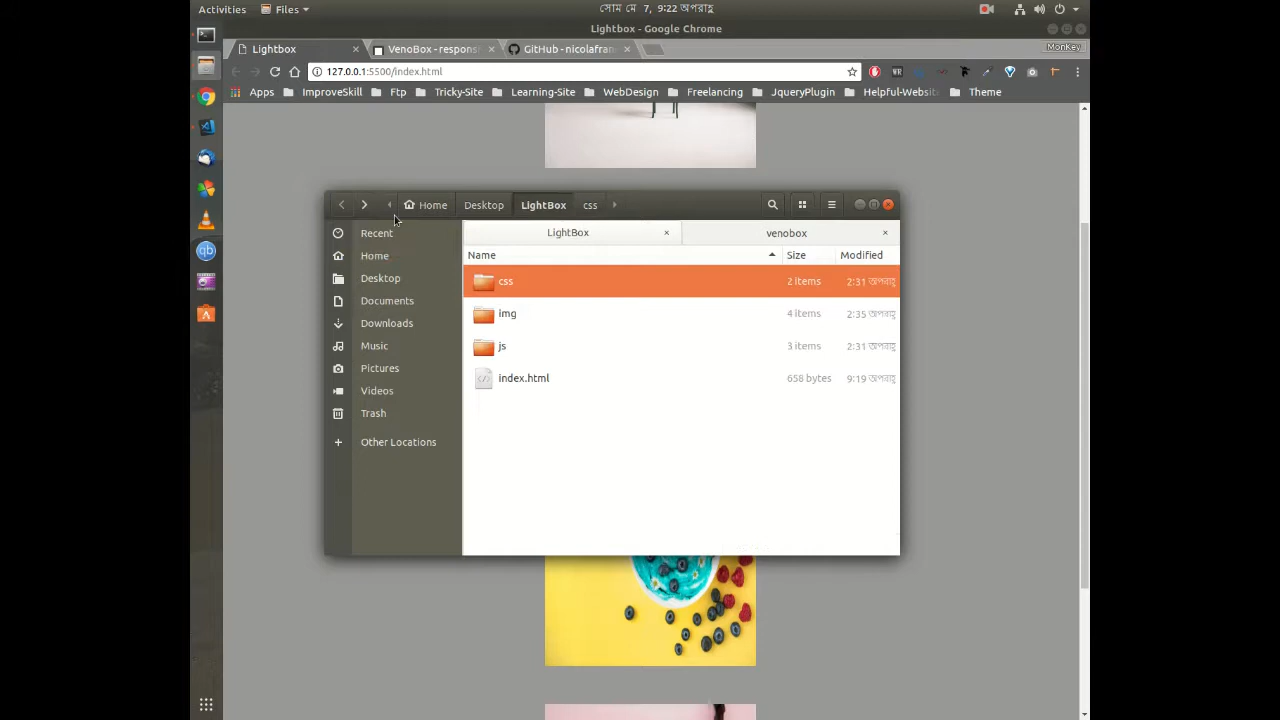 Activities Files সোম মে 7, 9:22 অপরাহু
Lightbox - Google Chrome
Lightbox VenoBox - respons GitHub - nicolafran MonKey
127.0.0.1:5500/index.html
Apps ImproveSkill Ftp Tricky-Site Learning-Site WebDesign Freelancing JqueryPlugin Helpful-Website Theme
Home Desktop LightBox css
Recent LightBox venobox
Home Name Size Modified
Desktop css 2 items 2:31 অপরাহু
Documents img 4 items 2:35 অপরাহু
Downloads
Music js 3 items 2:31 অপরাহু
Pictures index.html 658 bytes 9:19 অপরাহু
Videos
Trash
Other Locations